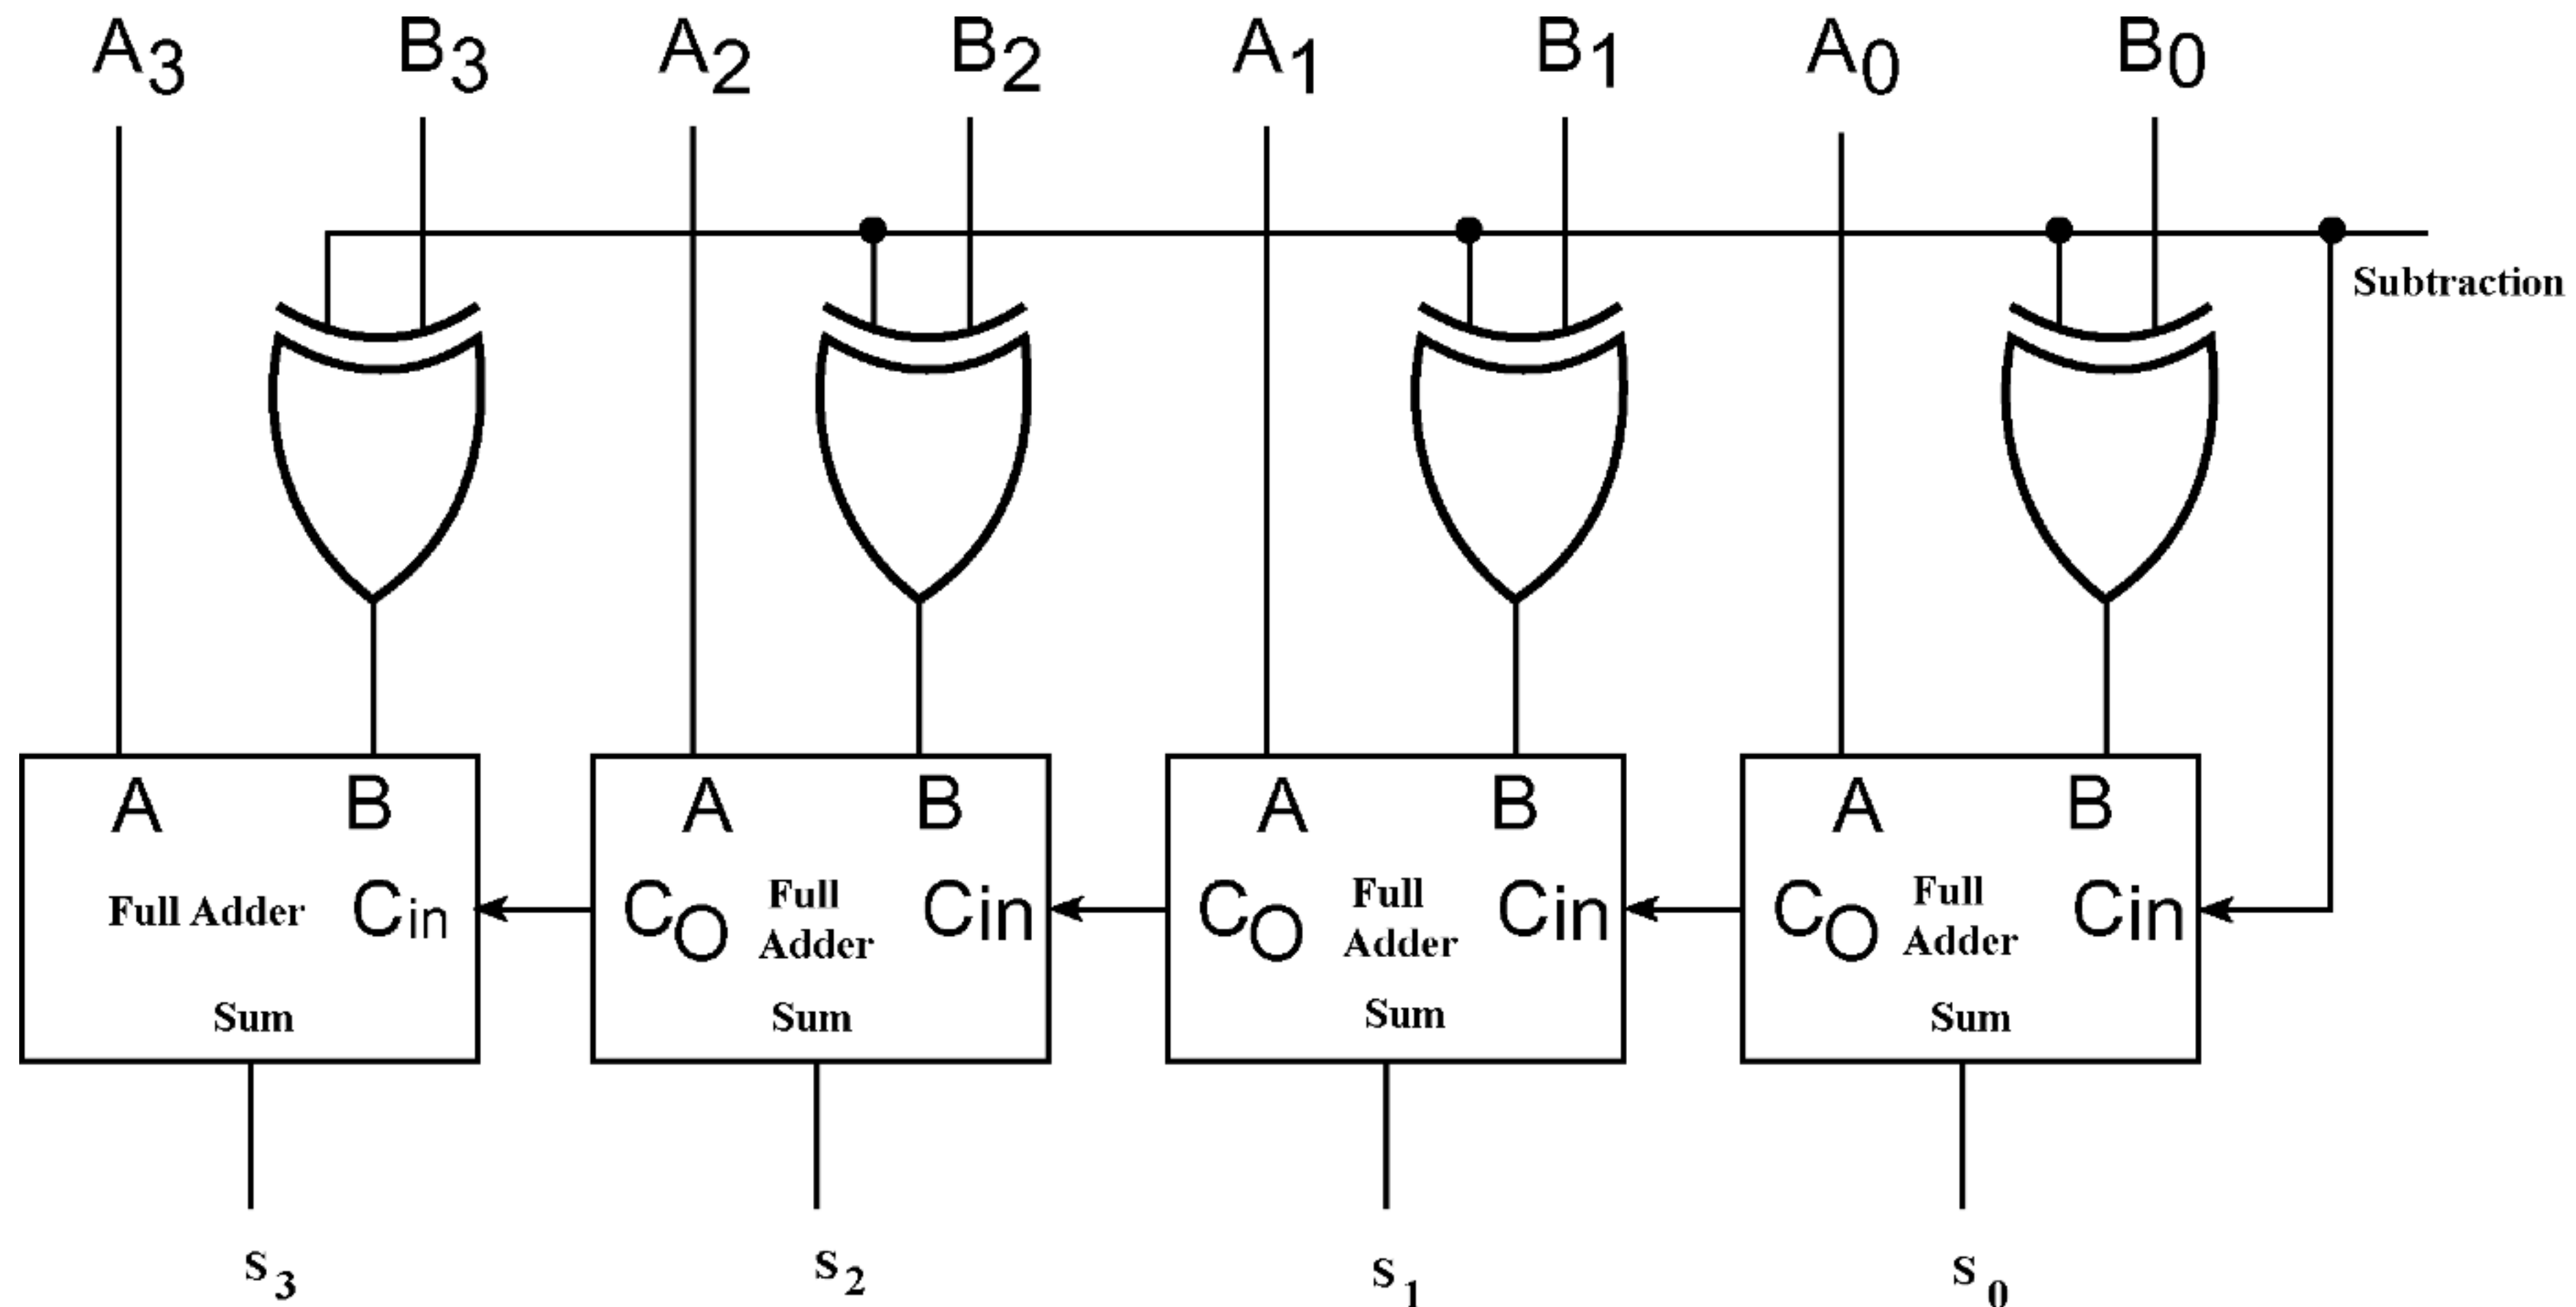 A3 B3 A2 B2 A1 B1 A0 B0
Subtraction
A B A B A B A B
Full Adder Cin CO Full Adder Cin CO Full Adder Cin CO Full Adder Cin
Sum Sum Sum Sum
s3 s2 s1 s0